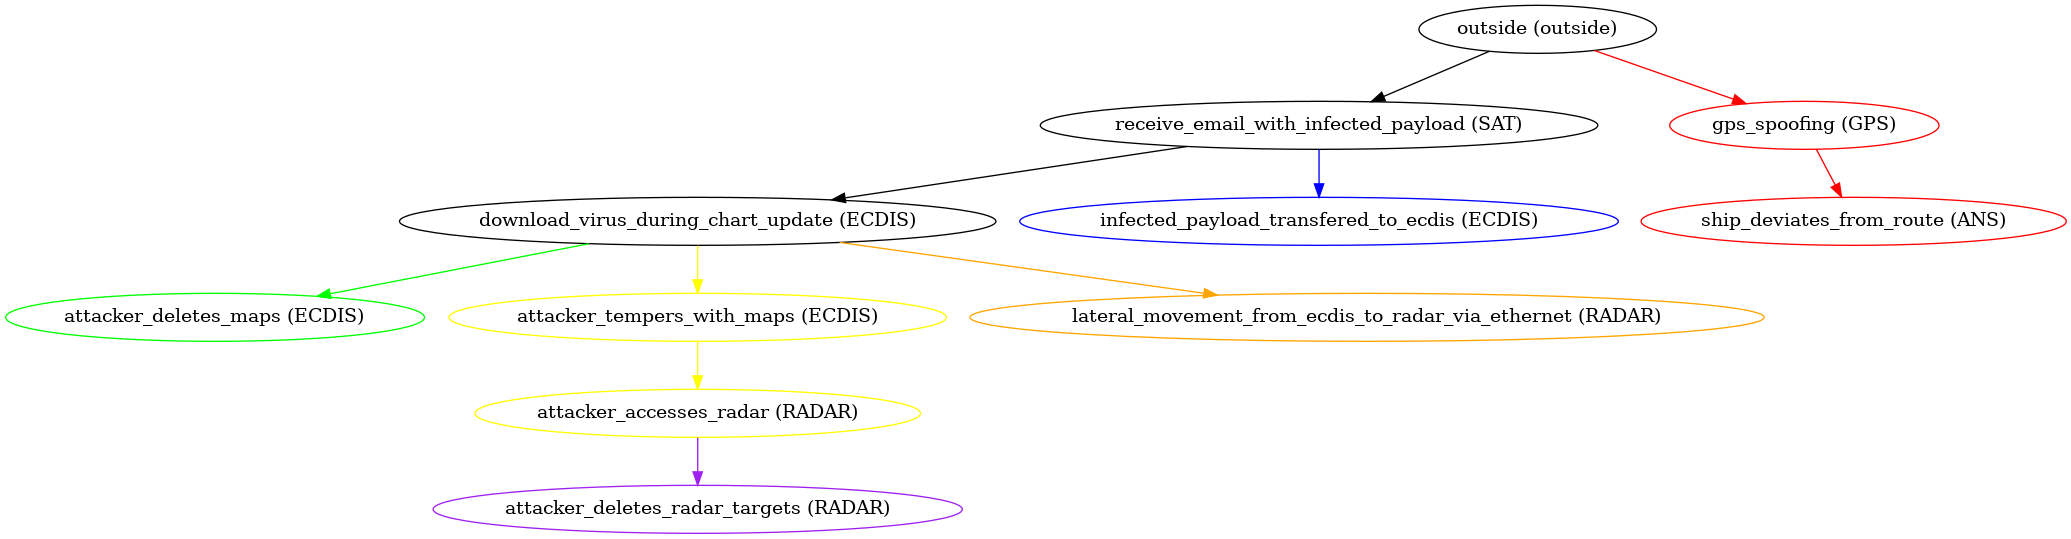 outside (outside)
receive_email_with_infected_payload (SAT)
gps_spoofing (GPS)
download_virus_during_chart_update (ECDIS)
infected_payload_transfered_to_ecdis (ECDIS)
ship_deviates_from_route (ANS)
attacker_deletes_maps (ECDIS)
attacker_tempers_with_maps (ECDIS)
lateral_movement_from_ecdis_to_radar_via_ethernet (RADAR)
attacker_accesses_radar (RADAR)
attacker_deletes_radar_targets (RADAR)